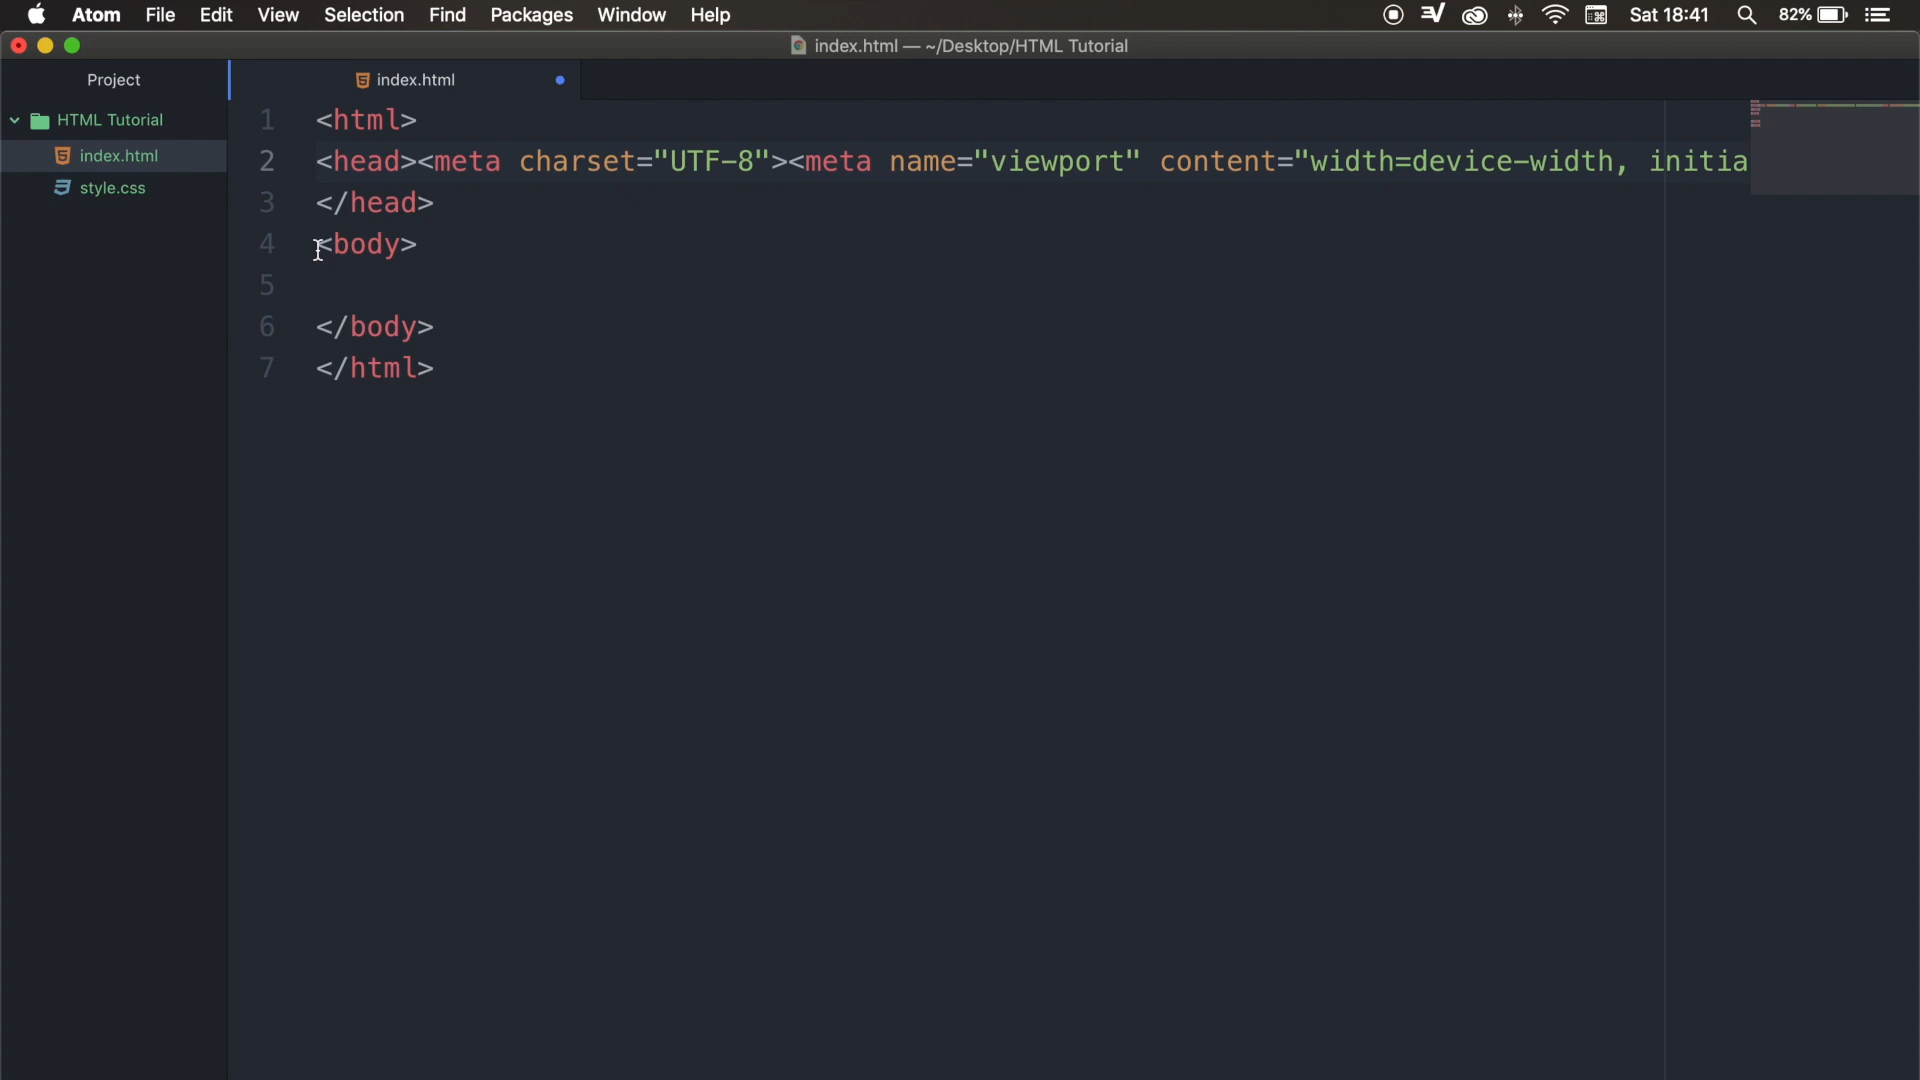 Atom File Edit View Selection Find Packages Window Help Sat 18:41 82%
index.html — ~/Desktop/HTML Tutorial
Project
index.html
HTML Tutorial
index.html
style.css
1 <html>
2 <head><meta charset="UTF-8"><meta name="viewport" content="width=device-width, initia
3 </head>
4 <body>
5
6 </body>
7 </html>